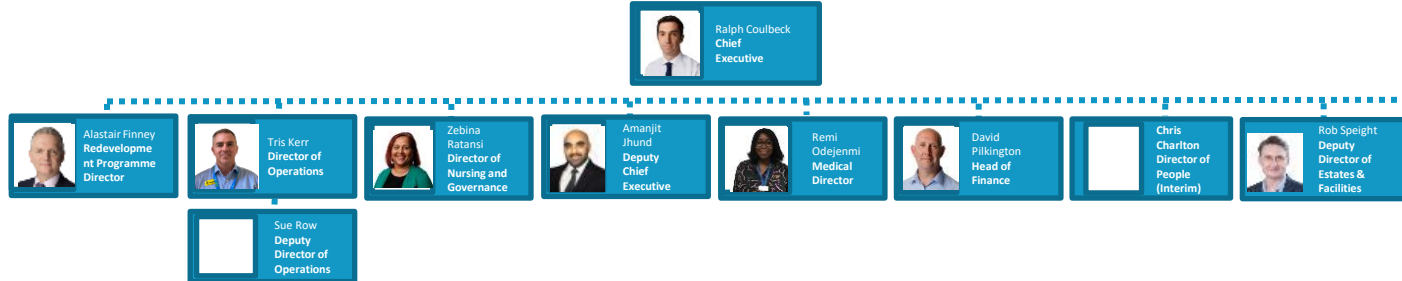 Ralph Coulbeck
Chief
Executive
Alastair Finney
Redevelopme
nt Programme
Director
Tris Kerr
Director of
Operations
Zebina
Ratansi
Director of
Nursing and
Governance
Amanjit
Jhund
Deputy
Chief
Executive
Remi
Odejenmi
Medical
Director
David
Pilkington
Head of
Finance
Chris
Charlton
Director of
People
(Interim)
Rob Speight
Deputy
Director of
Estates &
Facilities
Sue Row
Deputy
Director of
Operations